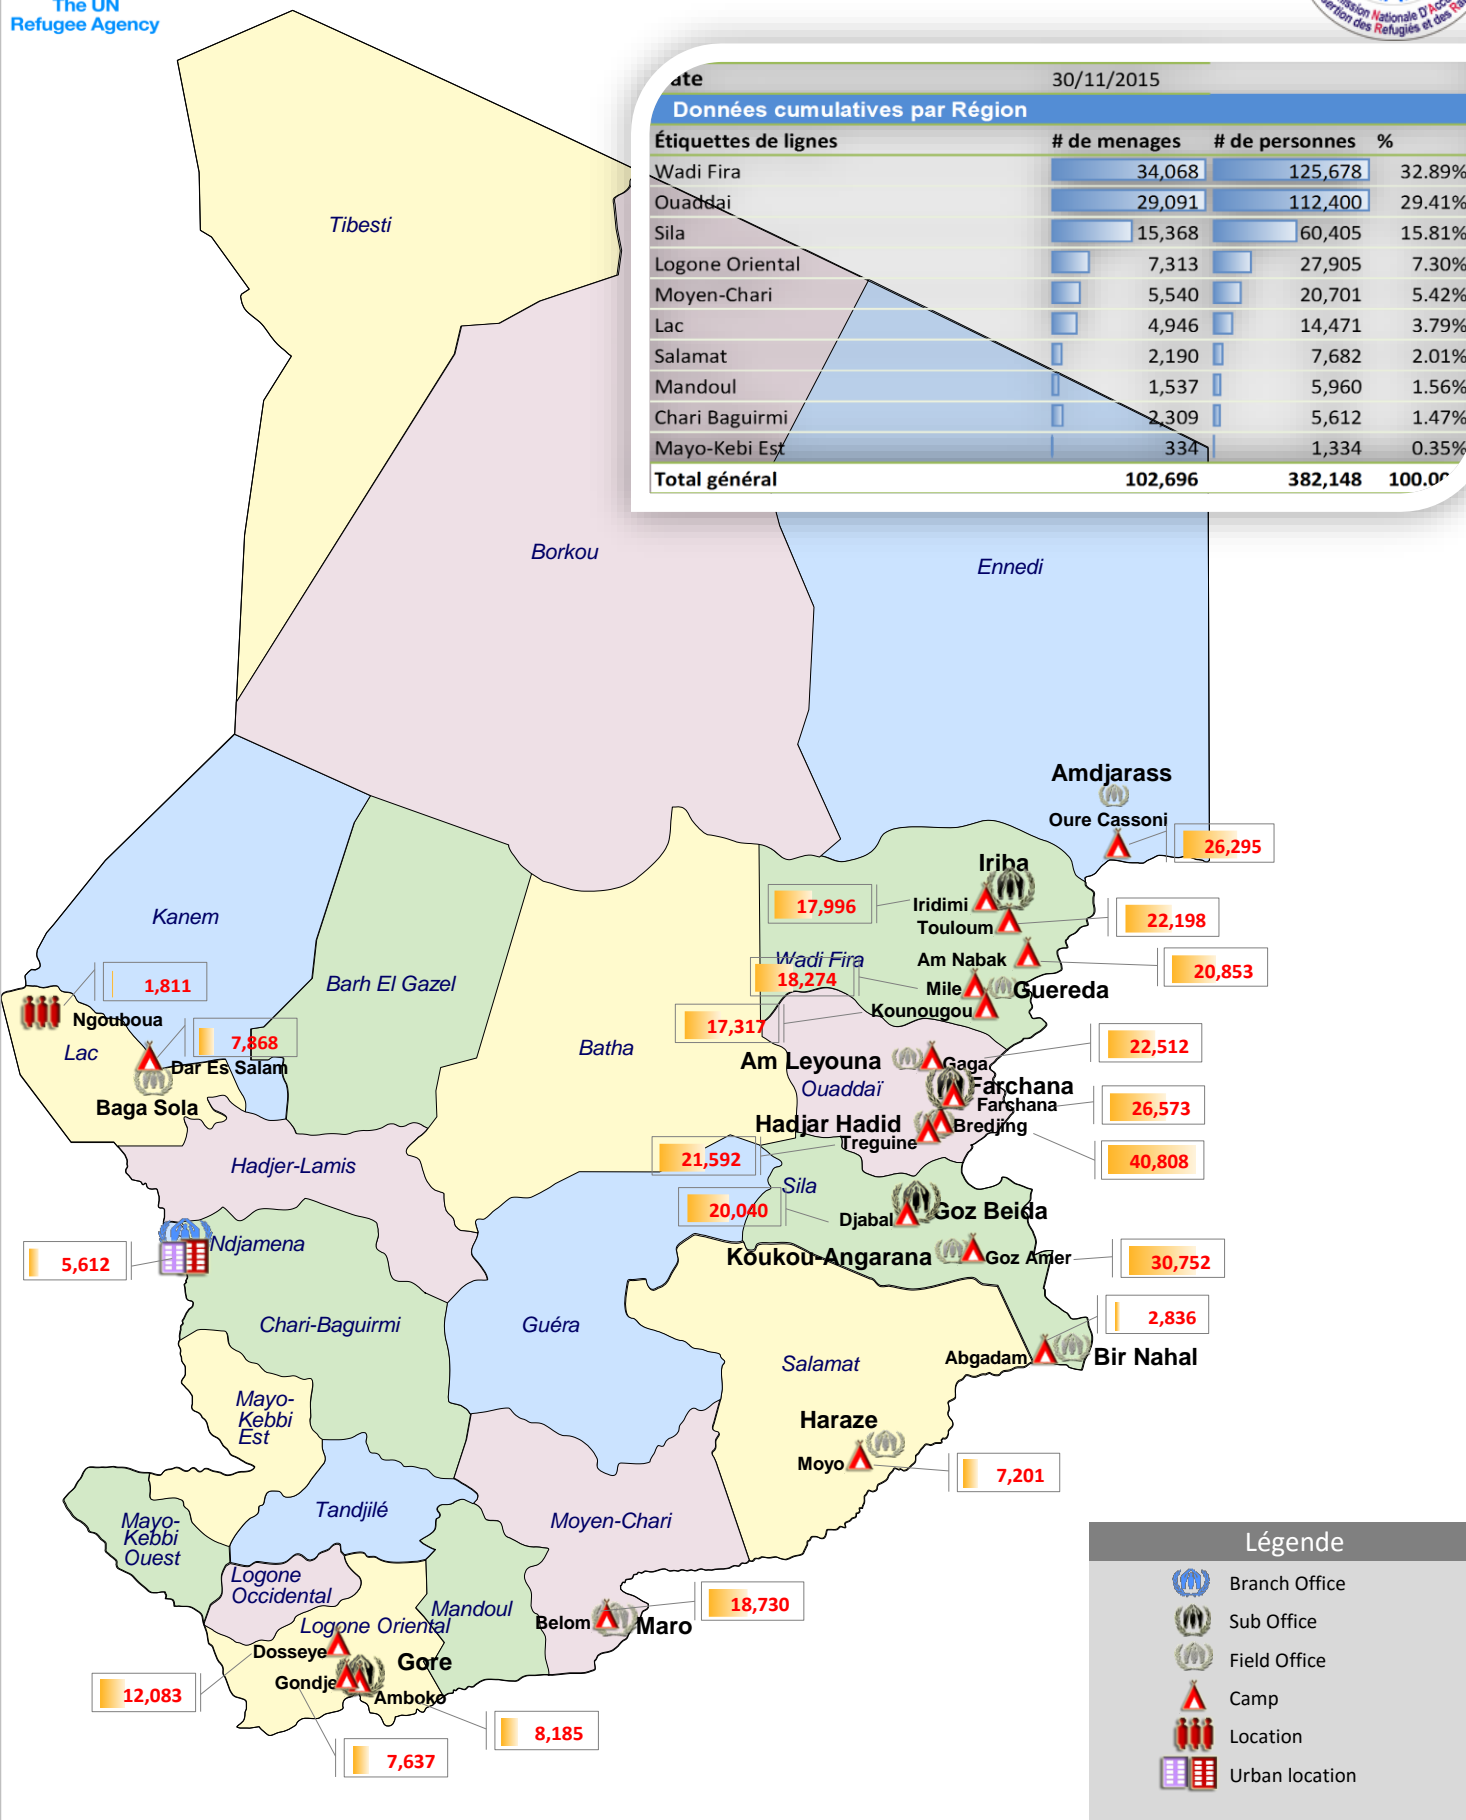 The UN
Refugee Agency
Nationale D'Acc
des Refugiés et des
ate 30/11/2015
Données cumulatives par Région
Étiquettes de lignes # de menages # de personnes %
Wadi Fira 34,068 125,678 32.89%
Ouaddai 29,091 112,400 29.41%
Sila 15,368 60,405 15.81%
Logone Oriental 7,313 27,905 7.30%
Moyen-Chari 5,540 20,701 5.42%
Lac 4,946 14,471 3.79%
Salamat 2,190 7,682 2.01%
Mandoul 1,537 5,960 1.56%
Chari Baguirmi 2,309 5,612 1.47%
Mayo-Kebi Est 334 1,334 0.35%
Total général 102,696 382,148 100.00
Tibesti
Borkou
Ennedi
Amdjarass
Oure Cassoni
26,295
Iriba
17,996
Iridimi
Touloum
22,198
Kanem
Wadi Fira
Am Nabak
20,853
Barh El Gazel
18,274
Mile
Guereda
1,811
Ngouboua
Kounougou
17,317
7,868
Lac
Dar Es Salam
Batha
Am Leyouna
Gaga
22,512
Ouaddaï
Farchana
Baga Sola
Farshana
26,573
Hadjar Hadid
Bredjing
Treguine
21,592
40,808
Hadjer-Lamis
Sila
20,040
Djabal
Goz Beida
Ndjamena
5,612
Koukou-Angarana
Goz Amer
30,752
Chari-Baguirmi
Guéra
2,836
Salamat
Abgadam
Bir Nahal
Mayo-
Kebbi
Est
Haraze
Moyo
7,201
Tandjilé
Moyen-Chari
Mayo-
Kebbi
Ouest
Logone
Occidental
Mandoul
Logone Oriental
Belom
Maro
18,730
Dosseye
Gore
Gondje
Amboko
12,083
8,185
7,637
Légende
Branch Office
Sub Office
Field Office
Camp
Location
Urban location